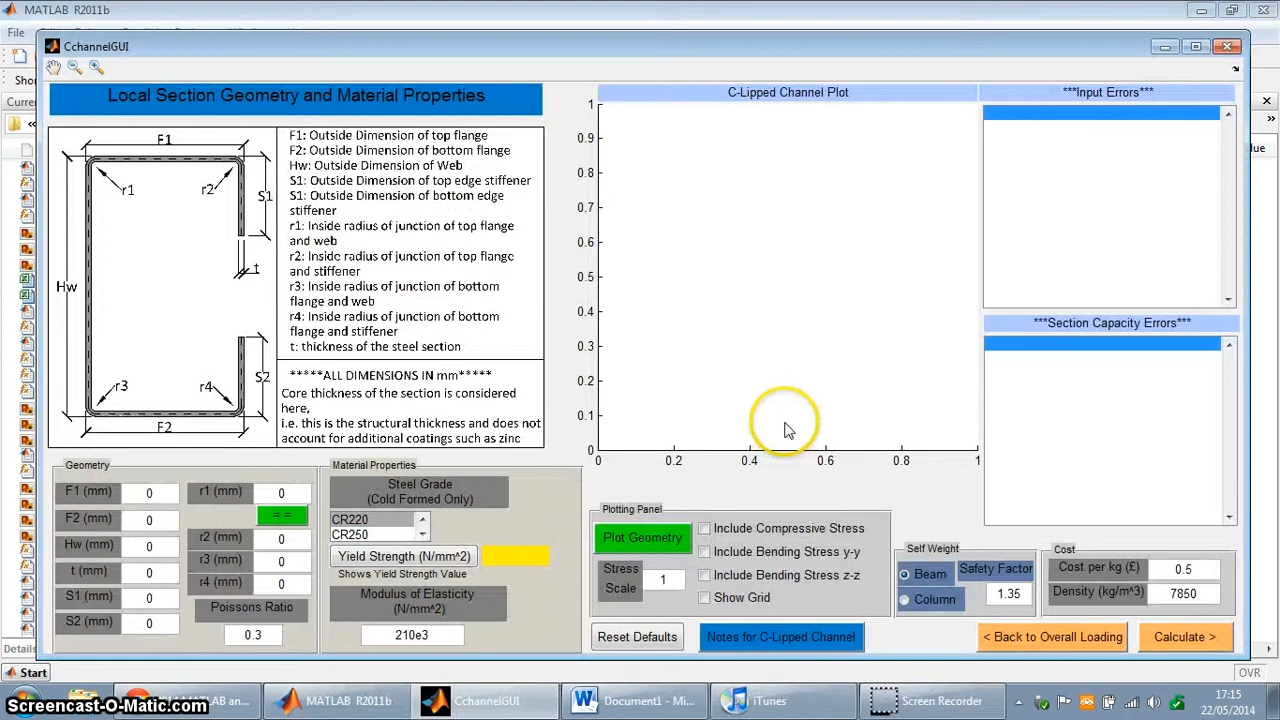 MATLAB R2011b
File
CchannelGUI
Shor
Curre
Local Section Geometry and Material Properties
F1
r1
r2
S1
t
Hw
r3
r4
S2
F2
F1: Outside Dimension of top flange
F2: Outside Dimension of bottom flange
Hw: Outside Dimension of Web
S1: Outside Dimension of top edge stiffener
S1: Outside Dimension of bottom edge
stiffener
r1: Inside radius of junction of top flange
and web
r2: Inside radius of junction of top flange
and stiffener
r3: Inside radius of junction of bottom
flange and web
r4: Inside radius of junction of bottom
flange and stiffener
t: thickness of the steel section
*****ALL DIMENSIONS IN mm*****
Core thickness of the section is considered
here,
i.e. this is the structural thickness and does not
account for additional coatings such as zinc
C-Lipped Channel Plot
1
0.9
0.8
0.7
0.6
0.5
0.4
0.3
0.2
0.1
0
0 0.2 0.4 0.6 0.8 1
***Input Errors***
***Section Capacity Errors***
Geometry
F1 (mm) 0 r1 (mm) 0
= =
F2 (mm) 0 r2 (mm) 0
Hw (mm) 0 r3 (mm) 0
t (mm) 0 r4 (mm) 0
S1 (mm) 0
S2 (mm) 0
Poissons Ratio
0.3
Material Properties
Steel Grade
(Cold Formed Only)
CR220
CR250
Yield Strength (N/mm^2)
Shows Yield Strength Value
Modulus of Elasticity
(N/mm^2)
210e3
Plotting Panel
Plot Geometry
Stress
Scale
1
Include Compressive Stress
Include Bending Stress y-y
Include Bending Stress z-z
Show Grid
Self Weight
Beam
Column
Safety Factor
1.35
Cost
Cost per kg (£) 0.5
Density (kg/m^3) 7850
Reset Defaults
Notes for C-Lipped Channel
< Back to Overall Loading
Calculate >
Details
Start
OVR
MATLAB R2011b
CchannelGUI
Document1 - Mi...
iTunes
Screen Recorder
17:15
22/05/2014
Screencast-O-Matic.com